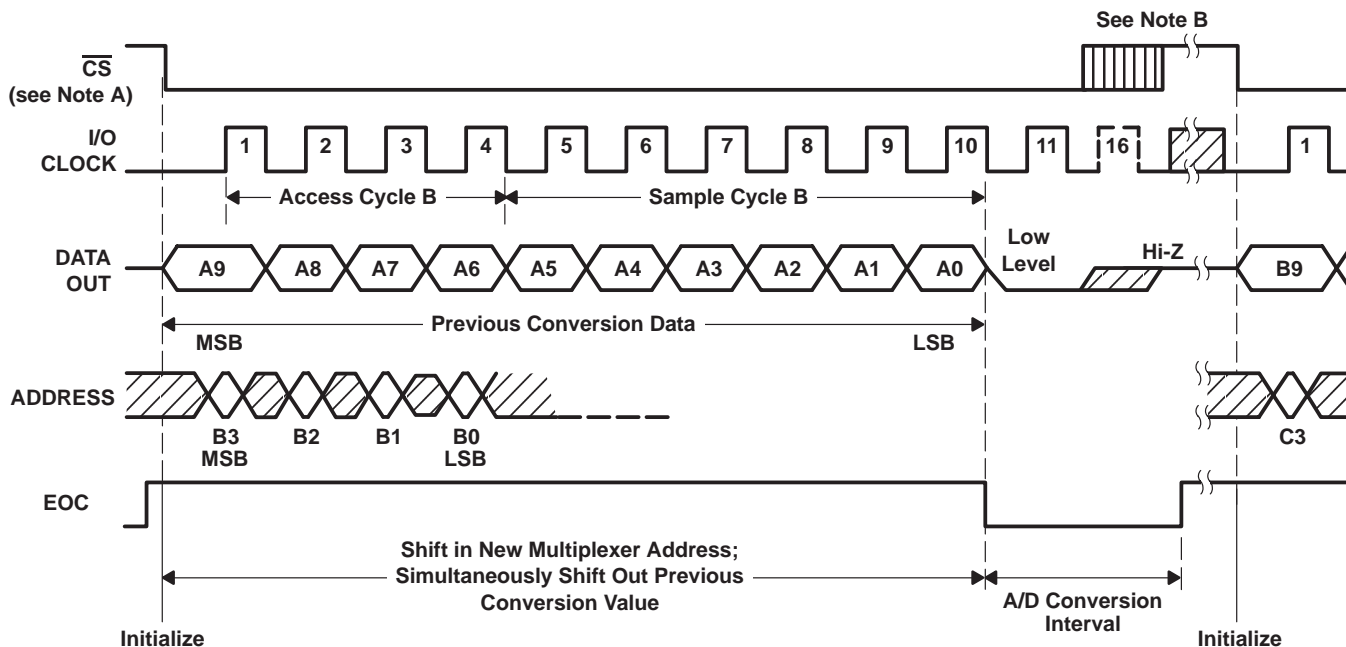 See Note B
CS
(see Note A)
I/O
CLOCK
1 2 3 4 5 6 7 8 9 10 11 16 1
Access Cycle B
Sample Cycle B
DATA
OUT
A9 A8 A7 A6 A5 A4 A3 A2 A1 A0
Low
Level
Hi-Z
B9
Previous Conversion Data
MSB
LSB
ADDRESS
B3
MSB
B2
B1
B0
LSB
C3
EOC
Shift in New Multiplexer Address;
Simultaneously Shift Out Previous
Conversion Value
A/D Conversion
Interval
Initialize
Initialize